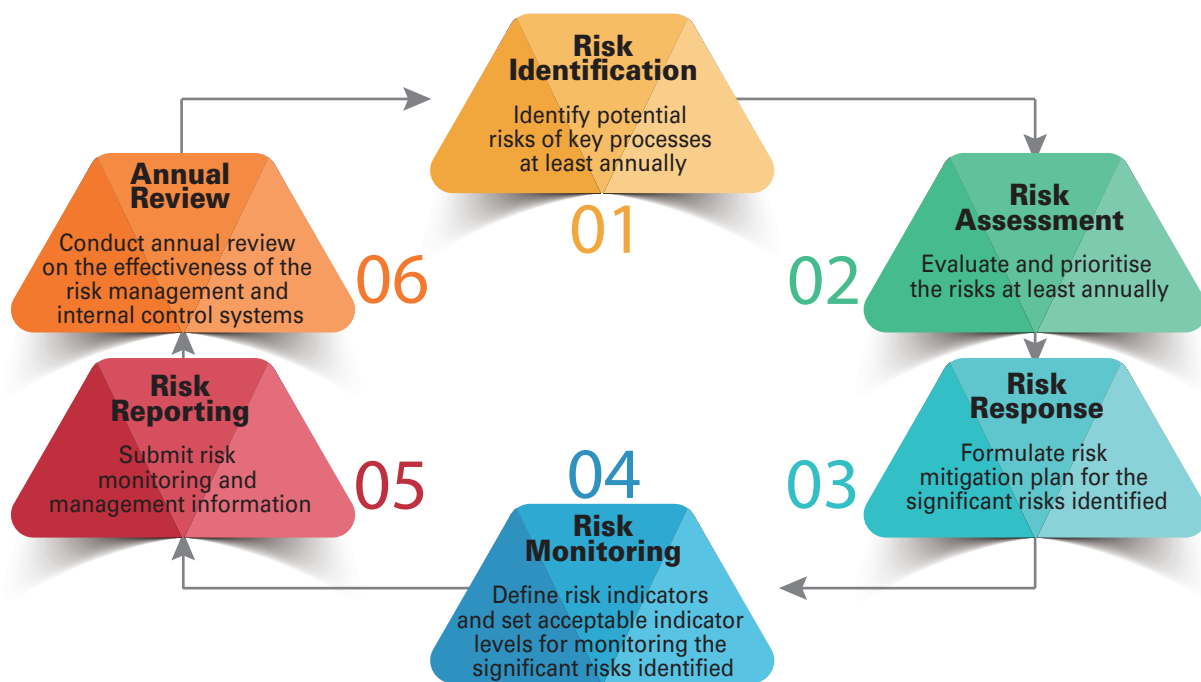 Risk
Identification
Identify potential
risks of key processes
at least annually
01
Risk
Assessment
Evaluate and prioritise
the risks at least annually
02
Risk
Response
Formulate risk
mitigation plan for the
significant risks identified
03
04
Risk
Monitoring
Define risk indicators
and set acceptable indicator
levels for monitoring the
significant risks identified
Risk
Reporting
Submit risk
monitoring and
management information
05
Annual
Review
Conduct annual review
on the effectiveness of the
risk management and
internal control systems
06